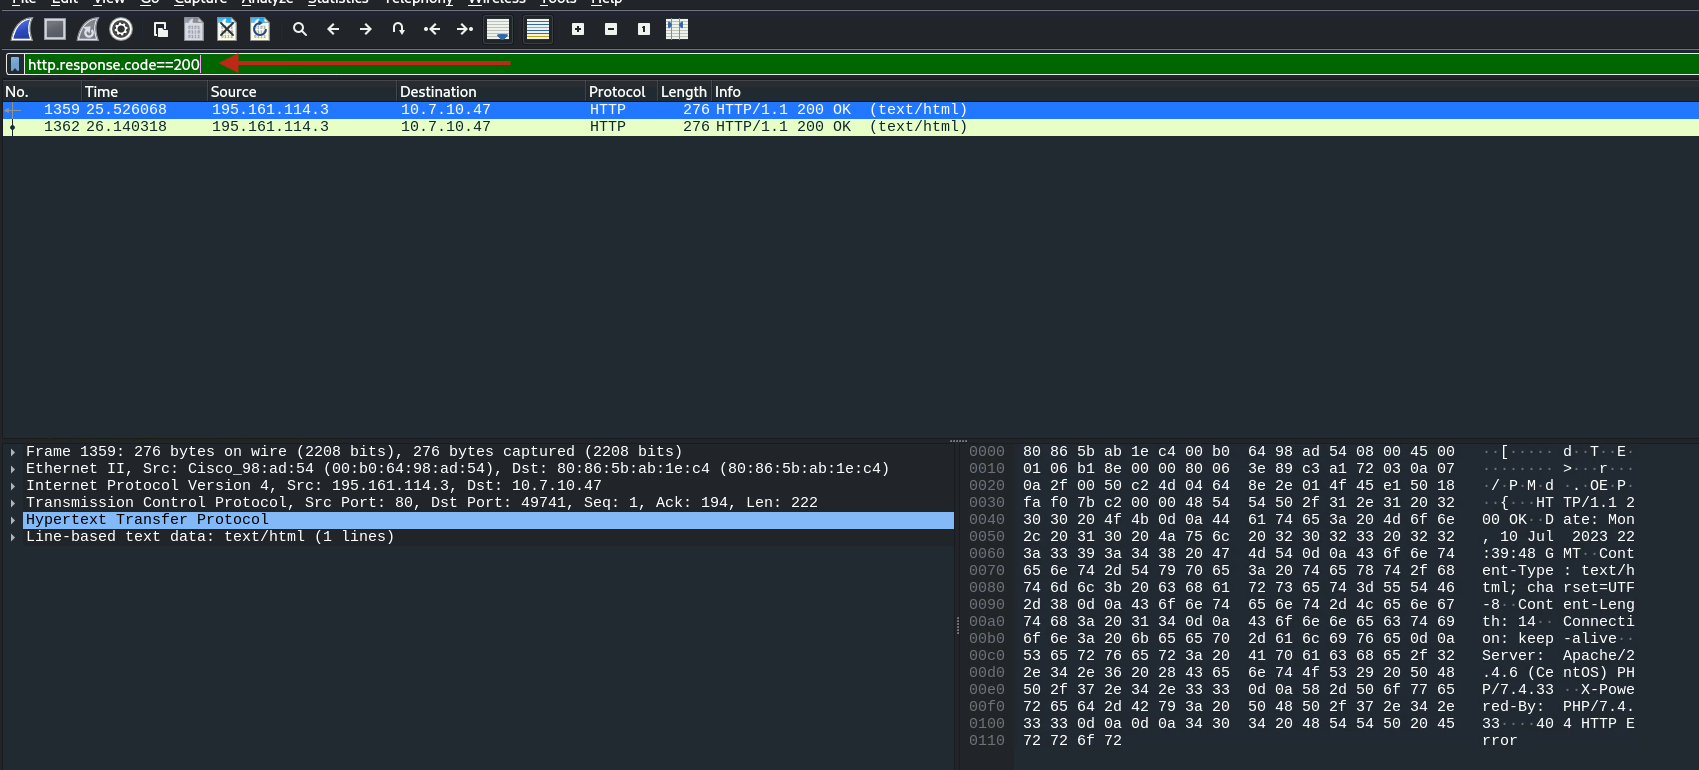 File Edit View Go Capture Analyze Statistics Telephony Wireless Tools Help
http.response.code==200
No. Time Source Destination Protocol Length Info
1359 25.526068 195.161.114.3 10.7.10.47 HTTP 276 HTTP/1.1 200 OK (text/html)
1362 26.140318 195.161.114.3 10.7.10.47 HTTP 276 HTTP/1.1 200 OK (text/html)
Frame 1359: 276 bytes on wire (2208 bits), 276 bytes captured (2208 bits)
Ethernet II, Src: Cisco_98:ad:54 (00:b0:64:98:ad:54), Dst: 80:86:5b:ab:1e:c4 (80:86:5b:ab:1e:c4)
Internet Protocol Version 4, Src: 195.161.114.3, Dst: 10.7.10.47
Transmission Control Protocol, Src Port: 80, Dst Port: 49741, Seq: 1, Ack: 194, Len: 222
Hypertext Transfer Protocol
Line-based text data: text/html (1 lines)
0000 80 86 5b ab 1e c4 00 b0 64 98 ad 54 08 00 45 00 ··[····· d··T··E·
0010 01 06 b1 8e 00 00 80 06 3e 89 c3 a1 72 03 0a 07 ········ >···r···
0020 0a 2f 00 50 c2 4d 04 64 8e 2e 01 4f 45 e1 50 18 ·/·P·M·d ·.·OE·P·
0030 fa f0 7b c2 00 00 48 54 54 50 2f 31 2e 31 20 32 ··{···HT TP/1.1 2
0040 30 30 20 4f 4b 0d 0a 44 61 74 65 3a 20 4d 6f 6e 00 OK··D ate: Mon
0050 2c 20 31 30 20 4a 75 6c 20 32 30 32 33 20 32 32 , 10 Jul 2023 22
0060 3a 33 39 3a 34 38 20 47 4d 54 0d 0a 43 6f 6e 74 :39:48 G MT··Cont
0070 65 6e 74 2d 54 79 70 65 3a 20 74 65 78 74 2f 68 ent-Type : text/h
0080 74 6d 6c 3b 20 63 68 61 72 73 65 74 3d 55 54 46 tml; cha rset=UTF
0090 2d 38 0d 0a 43 6f 6e 74 65 6e 74 2d 4c 65 6e 67 -8··Cont ent-Leng
00a0 74 68 3a 20 31 34 0d 0a 43 6f 6e 6e 65 63 74 69 th: 14·· Connecti
00b0 6f 6e 3a 20 6b 65 65 70 2d 61 6c 69 76 65 0d 0a on: keep -alive··
00c0 53 65 72 76 65 72 3a 20 41 70 61 63 68 65 2f 32 Server: Apache/2
00d0 2e 34 2e 36 20 28 43 65 6e 74 4f 53 29 20 50 48 .4.6 (Ce ntOS) PH
00e0 50 2f 37 2e 34 2e 33 33 0d 0a 58 2d 50 6f 77 65 P/7.4.33 ··X-Powe
00f0 72 65 64 2d 42 79 3a 20 50 48 50 2f 37 2e 34 2e red-By: PHP/7.4.
0100 33 33 0d 0a 0d 0a 34 30 34 20 48 54 54 50 20 45 33····40 4 HTTP E
0110 72 72 6f 72 rror